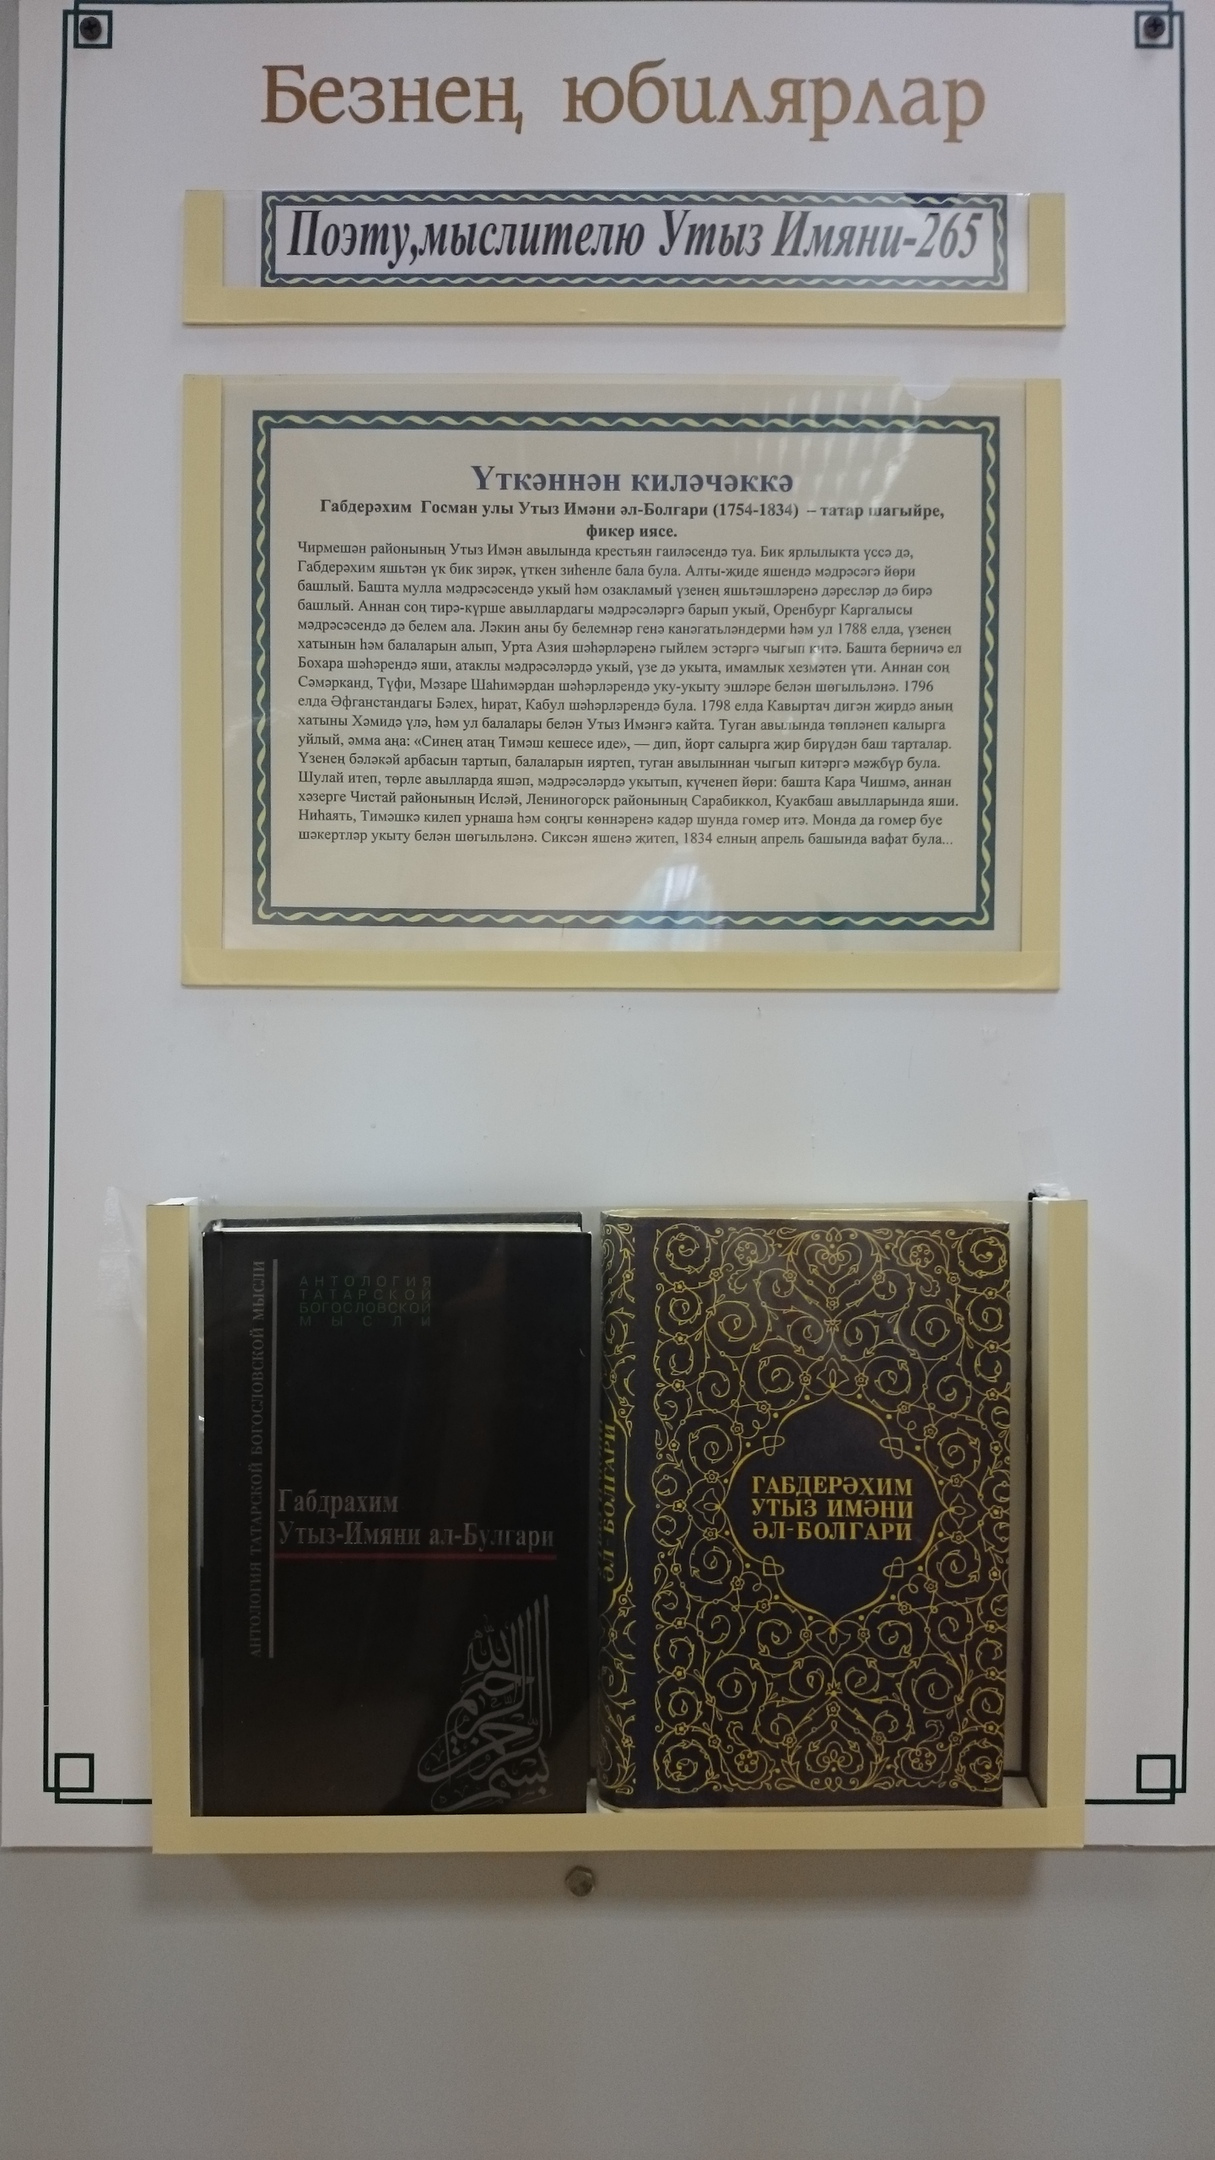 Безнең юбилярлар
Поэту,мыслителю Утыз Имяни-265
Үткәннән киләчәккә
Габдерәхим Госман улы Утыз Имәни әл-Болгари (1754-1834) – татар шагыйре,
фикер иясе.
Чирмешән районының Утыз Имән авылында крестьян гаиләсендә туа. Бик ярлылыкта үссә дә,
Габдерәхим яшьтән үк бик зирәк, үткен зиһенле бала була. Алты-җиде яшендә мәдрәсәгә йөри
башлый. Башта мулла мәдрәсәсендә укый һәм озакламый үзенең яшьтәшләренә дәресләр дә бирә
башлый. Аннан соң тирә-күрше авыллардагы мәдрәсәләргә барып укый, Оренбург Каргалысы
мәдрәсәсендә дә белем ала. Ләкин аны бу белемнәр генә канәгатьләндерми һәм ул 1788 елда, үзенең
хатынын һәм балаларын алып, Урта Азия шәһәрләренә гыйлем эстәргә чыгып китә. Башта берничә ел
Бохара шәһәрендә яши, атаклы мәдрәсәләрдә укый, үзе дә укыта, имамлык хезмәтен үти. Аннан соң
Сәмәрканд, Түфи, Мәзаре Шаһимәрдан шәһәрләрендә уку-укыту эшләре белән шөгыльләнә. 1796
елда Әфганстандагы Бәлех, һират, Кабул шәһәрләрендә була. 1798 елда Кавыртач дигән җирдә аның
хатыны Хәмидә үлә, һәм ул балалары белән Утыз Имәнгә кайта. Туган авылында төпләнеп калырга
уйлый, әмма аңа: «Синең атаң Тимәш кешесе иде», — дип, йорт салырга җир бирүдән баш тарталар.
Үзенең бәләкәй арбасын тартып, балаларын ияртеп, туган авылыннан чыгып китәргә мәҗбүр була.
Шулай итеп, төрле авылларда яшәп, мәдрәсәләрдә укытып, күченеп йөри: башта Кара Чишмә, аннан
хәзерге Чистай районының Исләй, Лениногорск районының Сарабиккол, Куакбаш авылларында яши.
Ниһаять, Тимәшкә килеп урнаша һәм соңгы көннәренә кадәр шунда гомер итә. Монда да гомер буе
шәкертләр укыту белән шөгыльләнә. Сиксән яшенә җитеп, 1834 елның апрель башында вафат була...
АНТОЛОГИЯ ТАТАРСКОЙ БОГОСЛОВСКОЙ МЫСЛИ
АНТОЛОГИЯ
ТАТАРСКОЙ
БОГОСЛОВСКОЙ
МЫСЛИ
Габдрахим
Утыз-Имяни ал-Булгари
بسم الله الرحمن الرحيم
ӘЛ-БОЛГАРИ
ГАБДЕРӘХИМ
УТЫЗ ИМӘНИ
ӘЛ-БОЛГАРИ